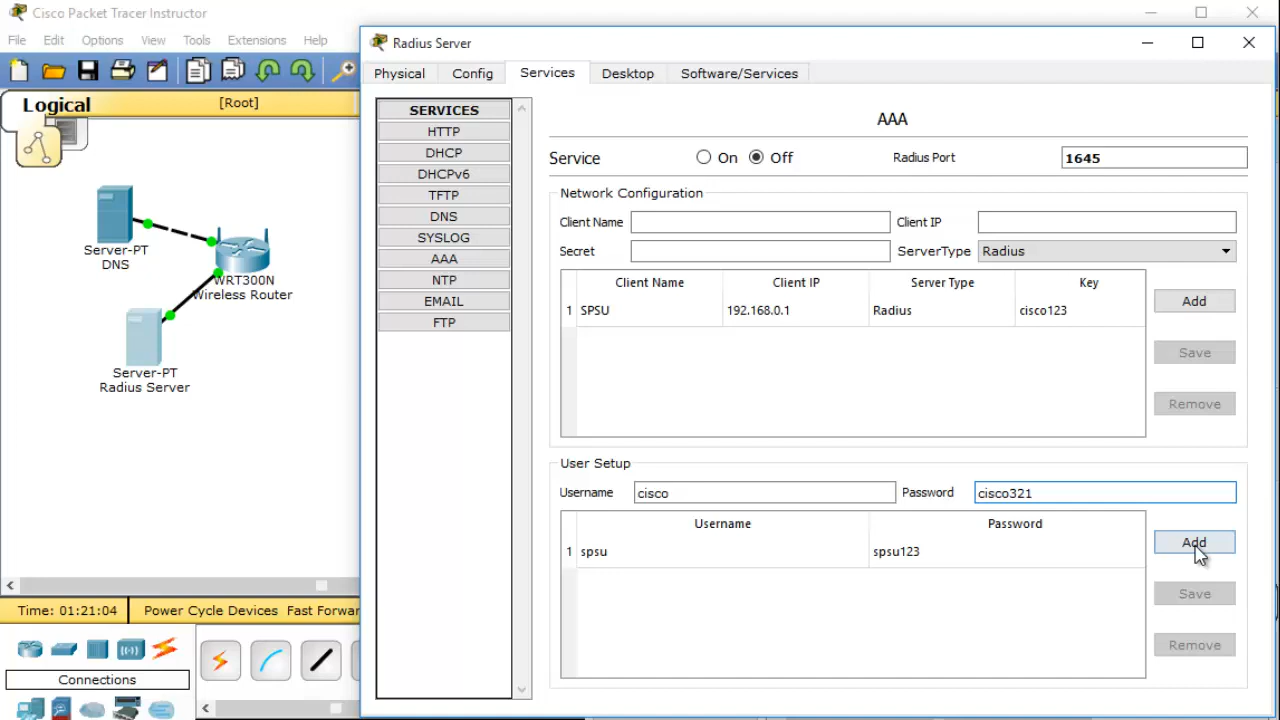 Cisco Packet Tracer Instructor
File Edit Options View Tools Extensions Help
Logical
[Root]
Server-PT
DNS
WRT300N
Wireless Router
Server-PT
Radius Server
Time: 01:21:04 Power Cycle Devices Fast Forwar
Connections
Radius Server
Physical Config Services Desktop Software/Services
SERVICES
HTTP
DHCP
DHCPv6
TFTP
DNS
SYSLOG
AAA
NTP
EMAIL
FTP
AAA
Service On Off Radius Port 1645
Network Configuration
Client Name Client IP
Secret ServerType Radius
Client Name Client IP Server Type Key
1 SPSU 192.168.0.1 Radius cisco123
Add
Save
Remove
User Setup
Username cisco Password cisco321
Username Password
1 spsu spsu123
Add
Save
Remove